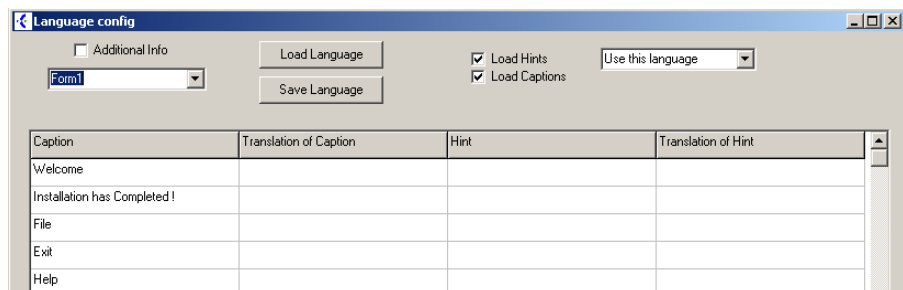 Language config
Additional Info
Load Language
Load Hints
Use this language
Form1
Load Captions
Save Language
Caption Translation of Caption Hint Translation of Hint
Welcome
Installation has Completed !
File
Exit
Help